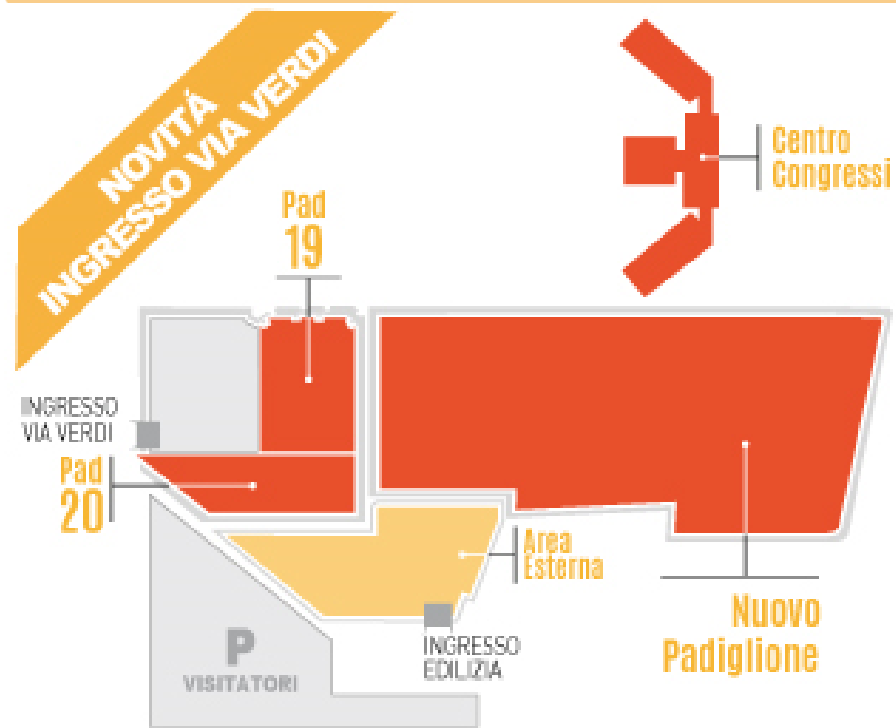 NOVITÁ
INGRESSO VIA VERDI
Centro
Congressi
Pad
19
INGRESSO
VIA VERDI
Pad
20
Area
Esterna
Nuovo
Padiglione
INGRESSO
EDILIZIA
P
VISITATORI